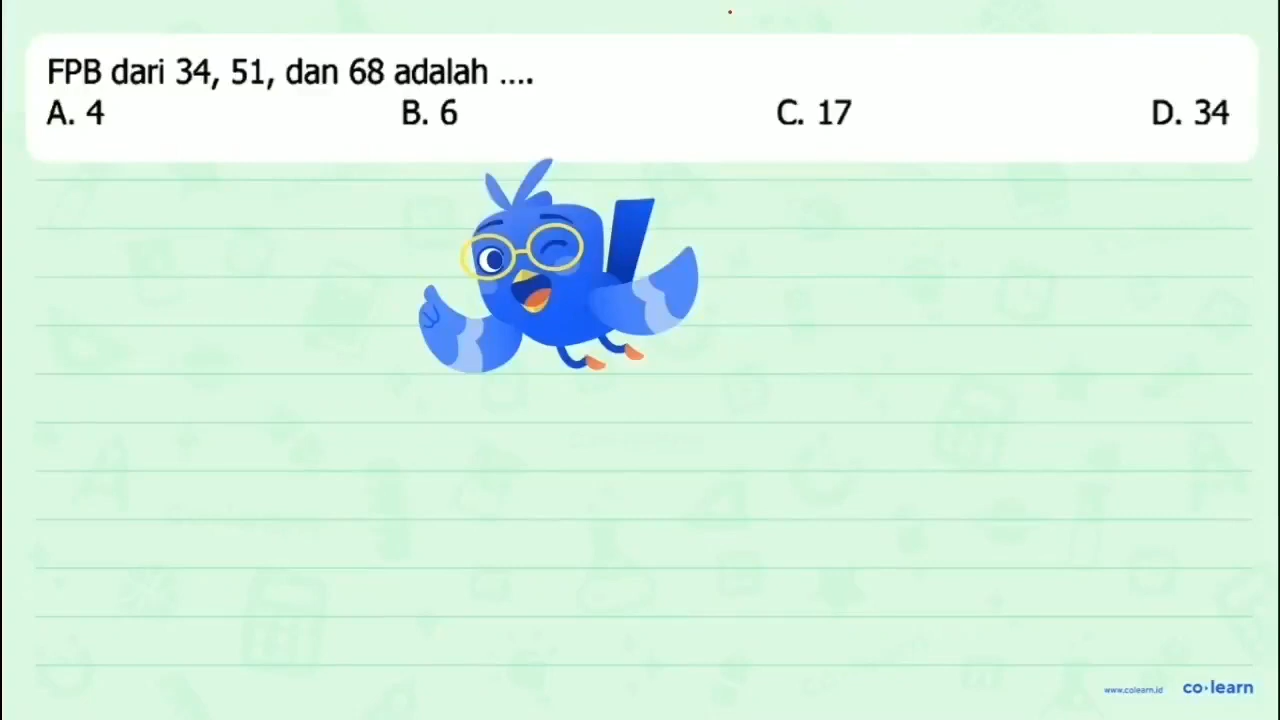 FPB dari 34, 51, dan 68 adalah ....
A. 4 B. 6 C. 17 D. 34
www.colearn.id co·learn